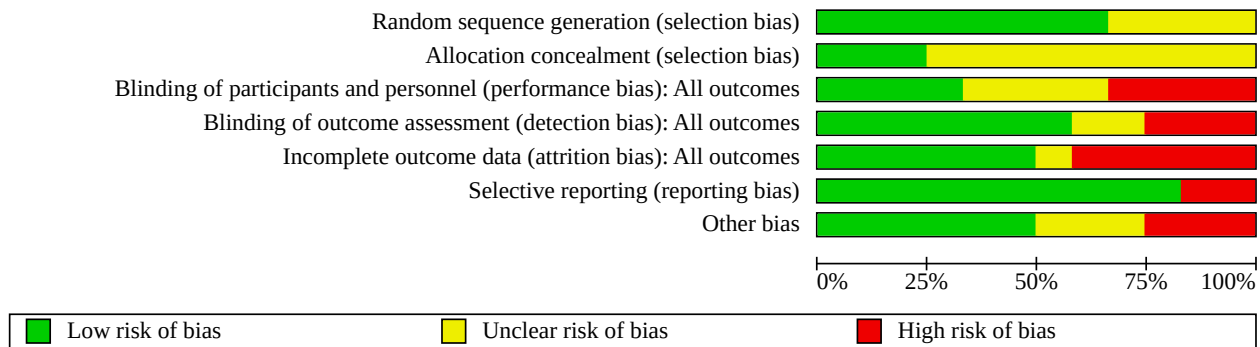 Random sequence generation (selection bias)
Allocation concealment (selection bias)
Blinding of participants and personnel (performance bias): All outcomes
Blinding of outcome assessment (detection bias): All outcomes
Incomplete outcome data (attrition bias): All outcomes
Selective reporting (reporting bias)
Other bias
0% 25% 50% 75% 100%
Low risk of bias Unclear risk of bias High risk of bias